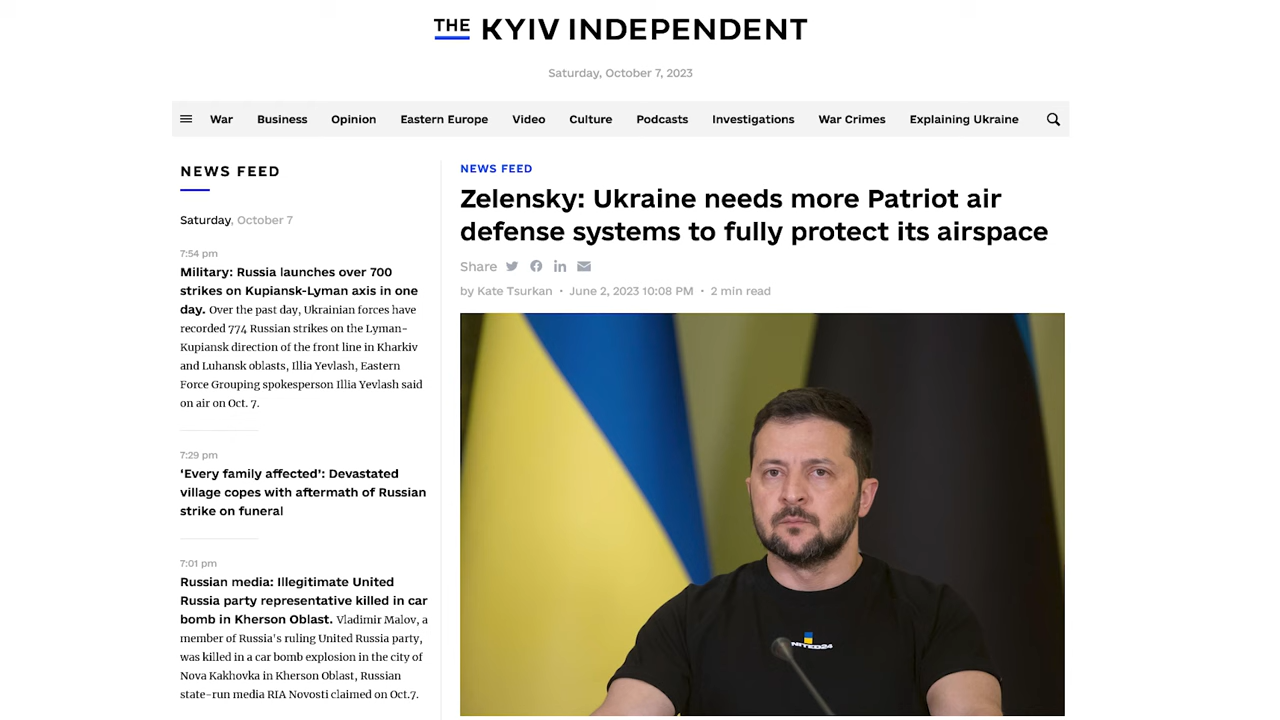 THE KYIV INDEPENDENT
Saturday, October 7, 2023
War Business Opinion Eastern Europe Video Culture Podcasts Investigations War Crimes Explaining Ukraine
NEWS FEED
Saturday, October 7
7:54 pm
Military: Russia launches over 700
strikes on Kupiansk-Lyman axis in one
day. Over the past day, Ukrainian forces have
recorded 774 Russian strikes on the Lyman-
Kupiansk direction of the front line in Kharkiv
and Luhansk oblasts, Illia Yevlash, Eastern
Force Grouping spokesperson Illia Yevlash said
on air on Oct. 7.
7:29 pm
‘Every family affected’: Devastated
village copes with aftermath of Russian
strike on funeral
7:01 pm
Russian media: Illegitimate United
Russia party representative killed in car
bomb in Kherson Oblast. Vladimir Malov, a
member of Russia's ruling United Russia party,
was killed in a car bomb explosion in the city of
Nova Kakhovka in Kherson Oblast, Russian
state-run media RIA Novosti claimed on Oct.7.
NEWS FEED
Zelensky: Ukraine needs more Patriot air
defense systems to fully protect its airspace
Share
by Kate Tsurkan • June 2, 2023 10:08 PM • 2 min read
NITED24